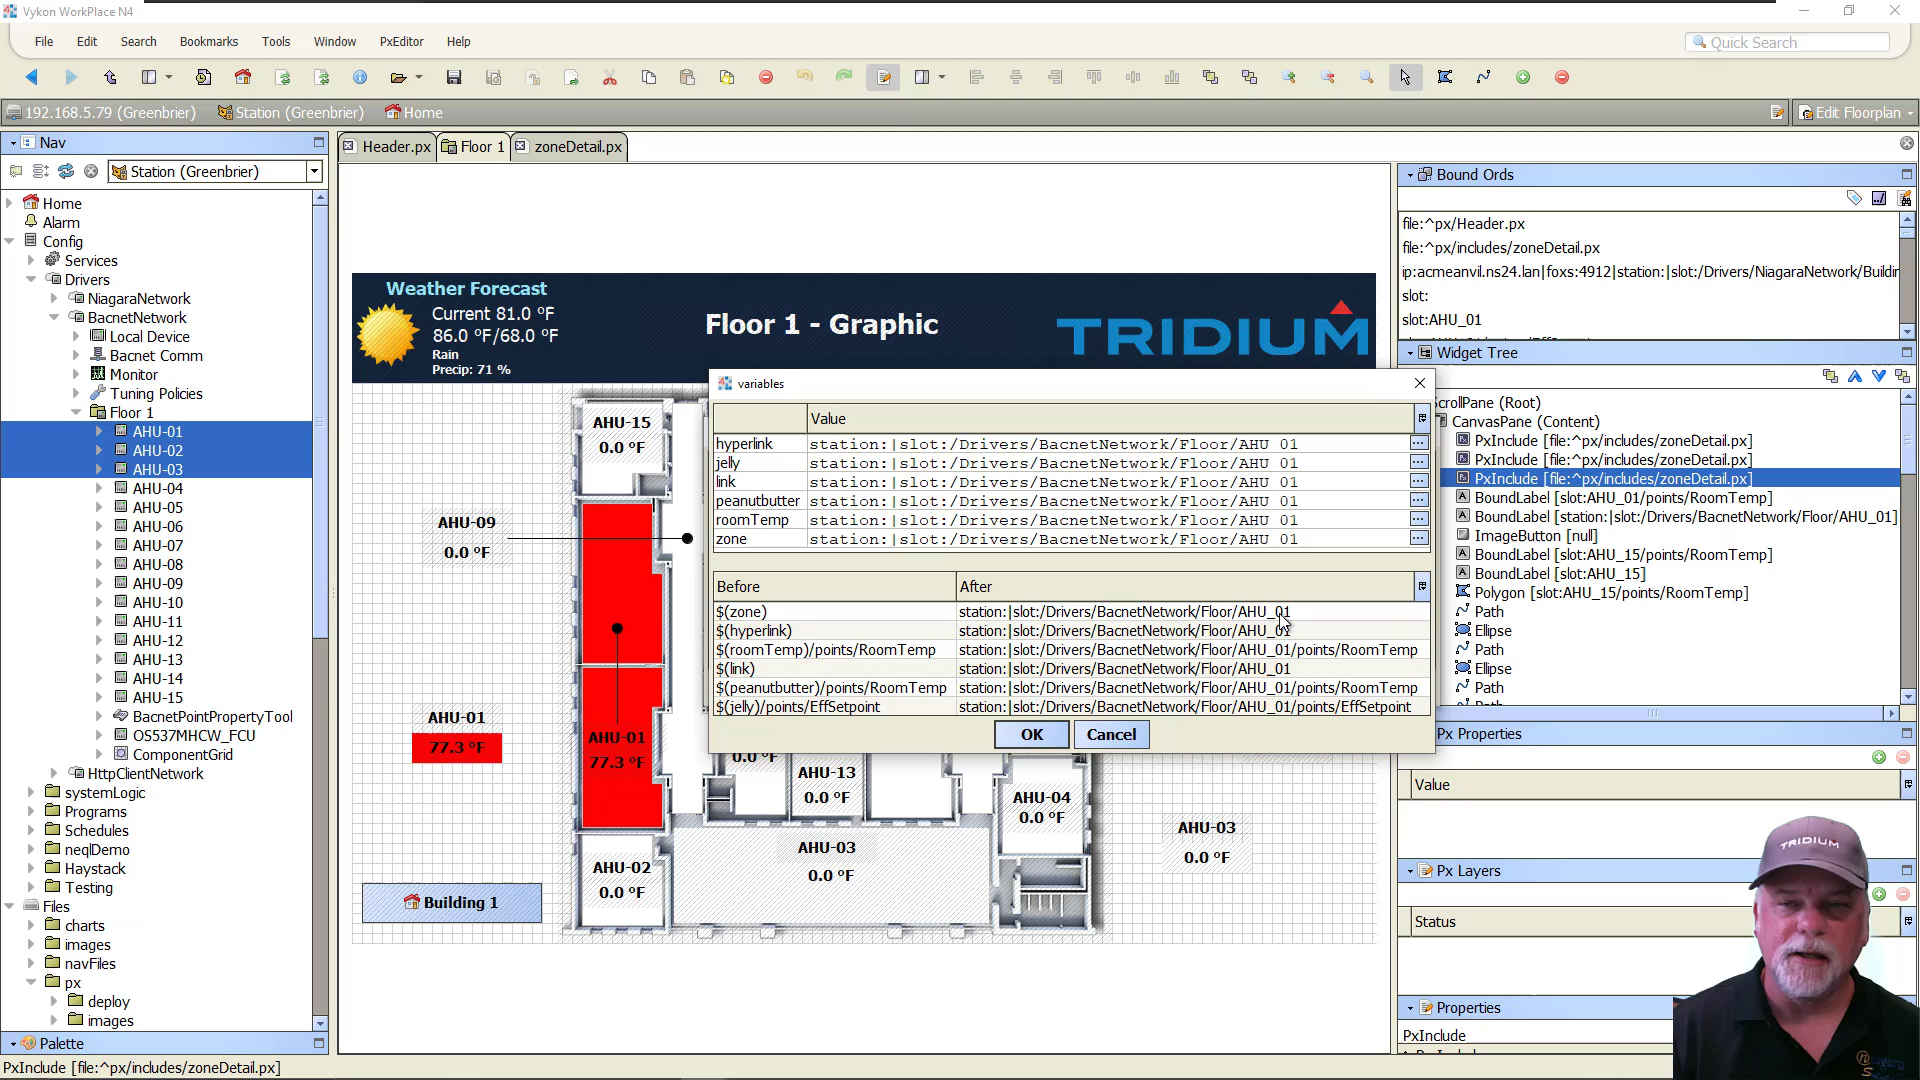 Vykon WorkPlace N4
File Edit Search Bookmarks Tools Window PxEditor Help
Quick Search
192.168.5.79 (Greenbrier) Station (Greenbrier) Home
Edit Floorplan
Nav
Station (Greenbrier)
Home
Alarm
Config
Services
Drivers
NiagaraNetwork
BacnetNetwork
Local Device
Bacnet Comm
Monitor
Tuning Policies
Floor 1
AHU-01
AHU-02
AHU-03
AHU-04
AHU-05
AHU-06
AHU-07
AHU-08
AHU-09
AHU-10
AHU-11
AHU-12
AHU-13
AHU-14
AHU-15
BacnetPointPropertyTool
OS537MHCW_FCU
ComponentGrid
HttpClientNetwork
systemLogic
Programs
Schedules
neqlDemo
Haystack
Testing
Files
charts
images
navFiles
px
deploy
images
Palette
PxInclude [file:^px/includes/zoneDetail.px]
Header.px Floor 1 zoneDetail.px
Weather Forecast
Current 81.0 °F
86.0 °F/68.0 °F
Rain
Precip: 71 %
Floor 1 - Graphic
TRIDIUM
AHU-15
0.0 °F
AHU-09
0.0 °F
AHU-01
77.3 °F
AHU-01
77.3 °F
AHU-02
0.0 °F
0.0 °F
AHU-13
0.0 °F
AHU-03
0.0 °F
AHU-04
0.0 °F
AHU-03
0.0 °F
Building 1
variables
Value
hyperlink station:|slot:/Drivers/BacnetNetwork/Floor/AHU_01
jelly station:|slot:/Drivers/BacnetNetwork/Floor/AHU_01
link station:|slot:/Drivers/BacnetNetwork/Floor/AHU_01
peanutbutter station:|slot:/Drivers/BacnetNetwork/Floor/AHU_01
roomTemp station:|slot:/Drivers/BacnetNetwork/Floor/AHU_01
zone station:|slot:/Drivers/BacnetNetwork/Floor/AHU_01
Before After
$(zone) station:|slot:/Drivers/BacnetNetwork/Floor/AHU_01
$(hyperlink) station:|slot:/Drivers/BacnetNetwork/Floor/AHU_01
$(roomTemp)/points/RoomTemp station:|slot:/Drivers/BacnetNetwork/Floor/AHU_01/points/RoomTemp
$(link) station:|slot:/Drivers/BacnetNetwork/Floor/AHU_01
$(peanutbutter)/points/RoomTemp station:|slot:/Drivers/BacnetNetwork/Floor/AHU_01/points/RoomTemp
$(jelly)/points/EffSetpoint station:|slot:/Drivers/BacnetNetwork/Floor/AHU_01/points/EffSetpoint
OK Cancel
Bound Ords
file:^px/Header.px
file:^px/includes/zoneDetail.px
ip:acmeanvil.ns24.lan|foxs:4912|station:|slot:/Drivers/NiagaraNetwork/Buildin
slot:
slot:AHU_01
Widget Tree
ScrollPane (Root)
CanvasPane (Content)
PxInclude [file:^px/includes/zoneDetail.px]
PxInclude [file:^px/includes/zoneDetail.px]
PxInclude [file:^px/includes/zoneDetail.px]
BoundLabel [slot:AHU_01/points/RoomTemp]
BoundLabel [station:|slot:/Drivers/BacnetNetwork/Floor/AHU_01]
ImageButton [null]
BoundLabel [slot:AHU_15/points/RoomTemp]
BoundLabel [slot:AHU_15]
Polygon [slot:AHU_15/points/RoomTemp]
Path
Ellipse
Path
Ellipse
Path
Px Properties
Value
Px Layers
Status
Properties
PxInclude
TRIDIUM